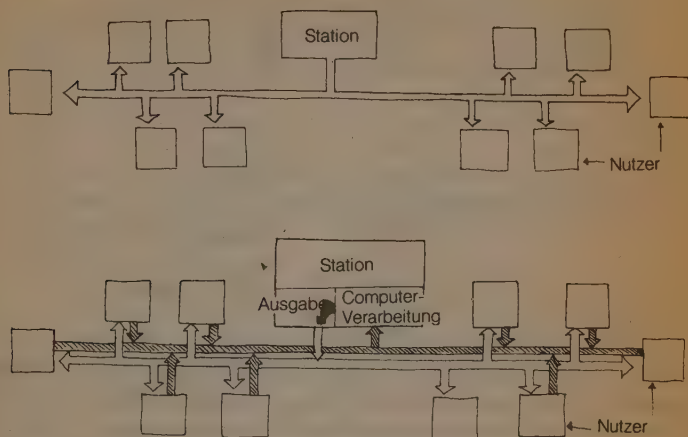 Station
Nutzer
Station
Ausgabe Computer-
Verarbeitung
Nutzer